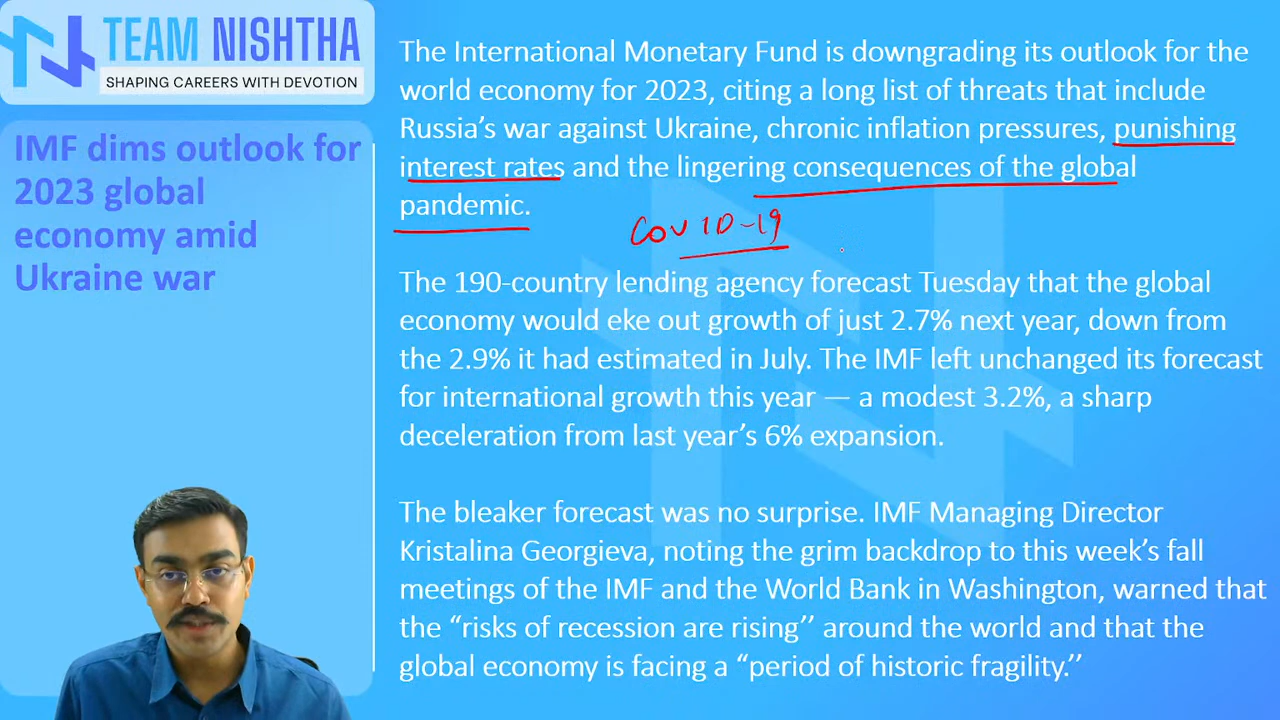 TEAM NISHTHA
SHAPING CAREERS WITH DEVOTION
IMF dims outlook for
2023 global
economy amid
Ukraine war
The International Monetary Fund is downgrading its outlook for the
world economy for 2023, citing a long list of threats that include
Russia’s war against Ukraine, chronic inflation pressures, punishing
interest rates and the lingering consequences of the global
pandemic.
COVID-19
The 190-country lending agency forecast Tuesday that the global
economy would eke out growth of just 2.7% next year, down from
the 2.9% it had estimated in July. The IMF left unchanged its forecast
for international growth this year — a modest 3.2%, a sharp
deceleration from last year’s 6% expansion.
The bleaker forecast was no surprise. IMF Managing Director
Kristalina Georgieva, noting the grim backdrop to this week’s fall
meetings of the IMF and the World Bank in Washington, warned that
the “risks of recession are rising’’ around the world and that the
global economy is facing a “period of historic fragility.’’